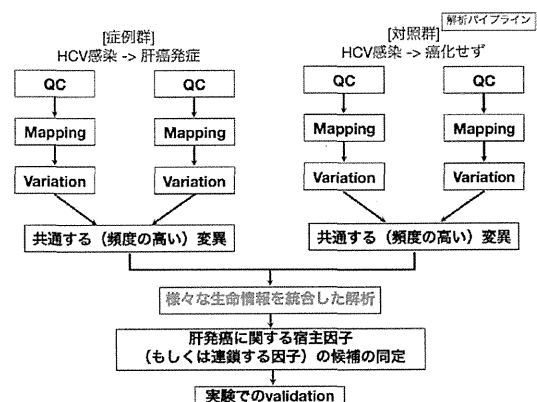 解析パイプライン
[症例群]
HCV感染 -> 肝癌発症
[対照群]
HCV感染 -> 癌化せず
QC
QC
QC
QC
Mapping
Mapping
Mapping
Mapping
Variation
Variation
Variation
Variation
共通する（頻度の高い）変異
共通する（頻度の高い）変異
様々な生命情報を統合した解析
肝発癌に関する宿主因子
（もしくは連鎖する因子）の候補の同定
実験でのvalidation